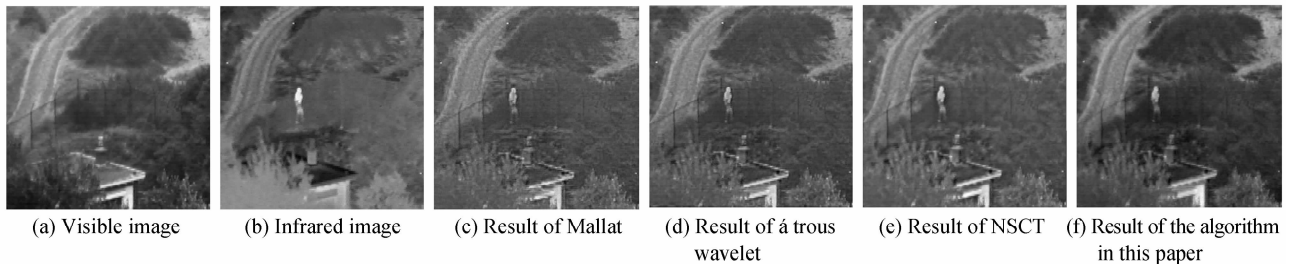 (a) Visible image
(b) Infrared image
(c) Result of Mallat
(d) Result of á trous
wavelet
(e) Result of NSCT
(f) Result of the algorithm
in this paper